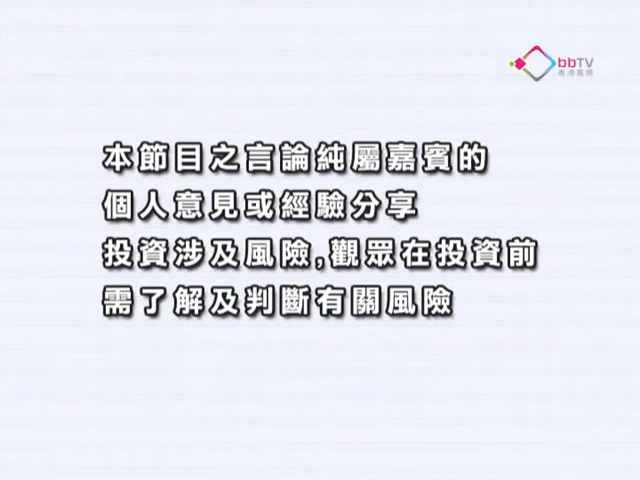 bbTV
香港寬頻
本節目之言論純屬嘉賓的
個人意見或經驗分享
投資涉及風險,觀眾在投資前
需了解及判斷有關風險